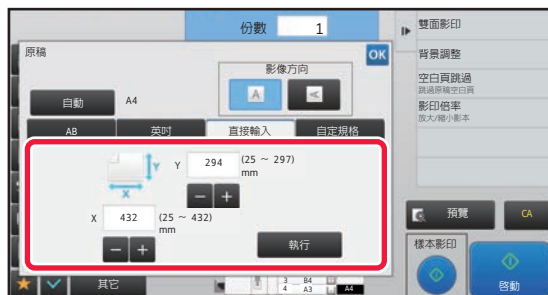 份數 1
原稿
OK
影像方向
A A
自動 A4
AB 英吋 直接輸入 自定規格
Y Y 294 (25 ~ 297)
mm
X
X 432 (25 ~ 432)
mm
執行
其它
3 B4
4 A3 A4
雙面影印
背景調整
空白頁跳過
跳過原稿空白頁
影印倍率
放大/縮小影本
預覽 CA
樣本影印
啓動